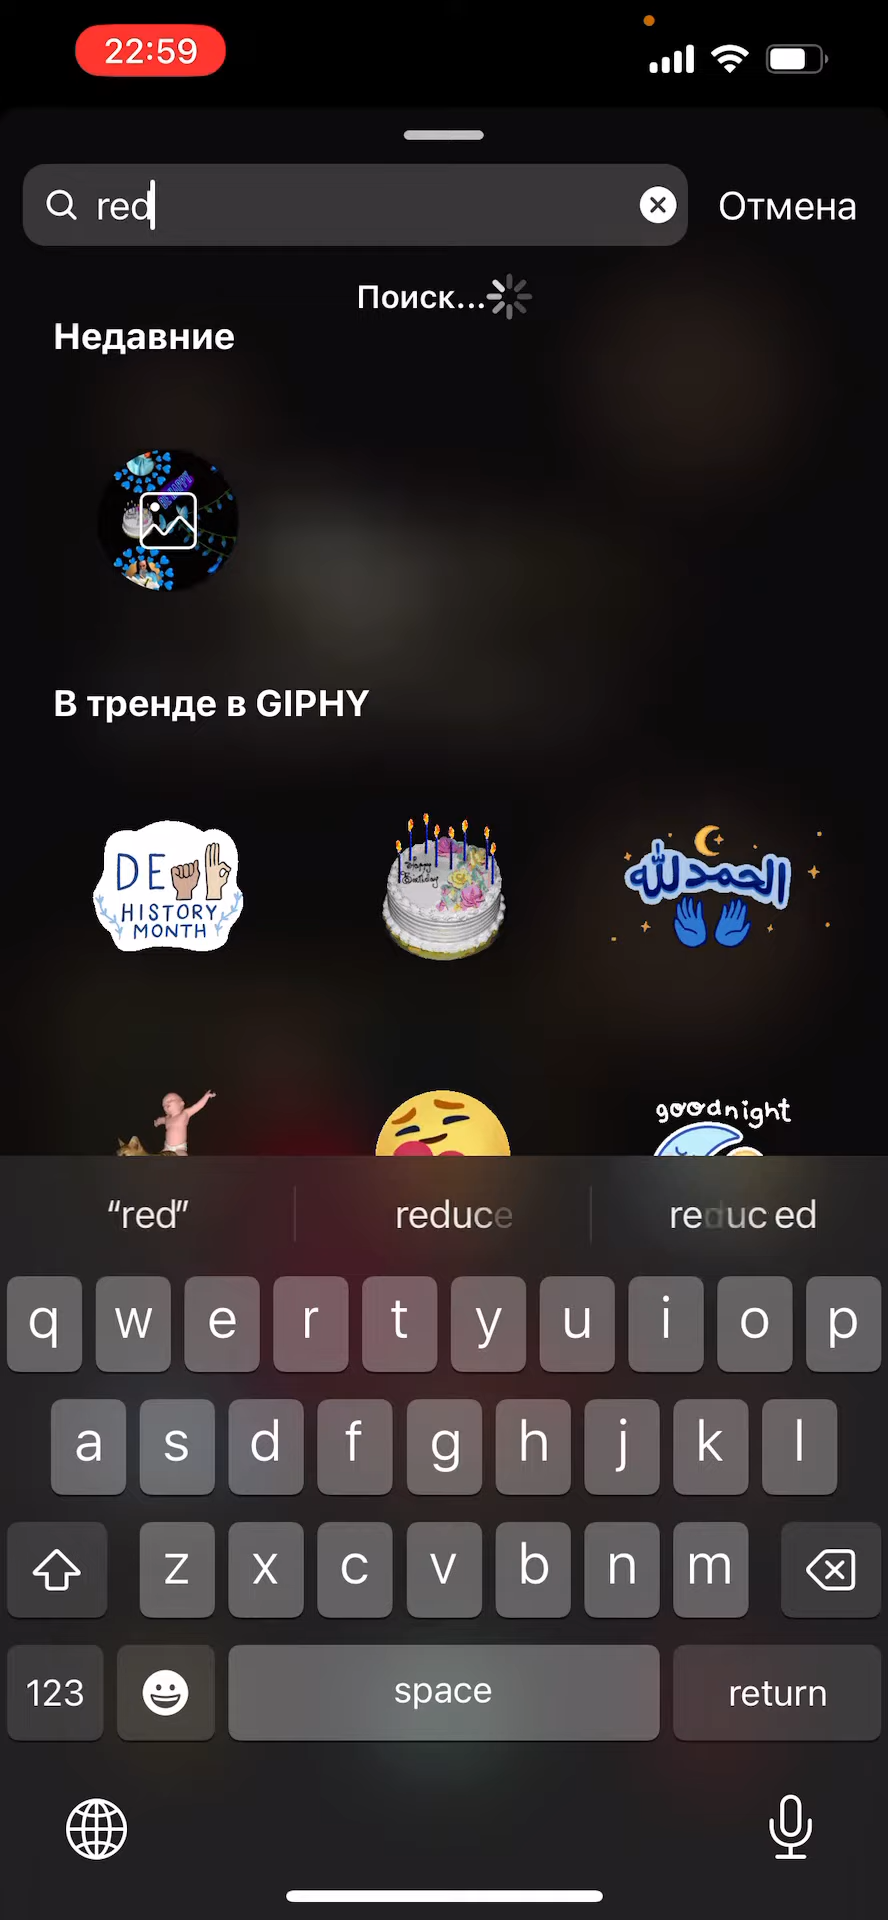 22:59
red
Отмена
Поиск...
Недавние
В тренде в GIPHY
DE
HISTORY
MONTH
Happy
Birthday
الحمدلله
goodnight
“red”
reduce
reduced
q w e r t y u i o p
a s d f g h j k l
z x c v b n m
123
space
return